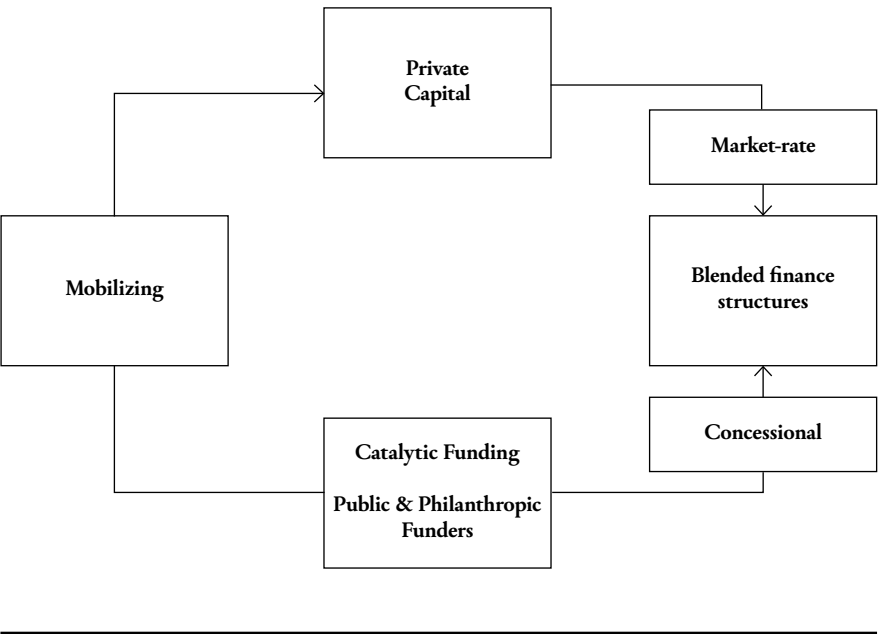 Private
Capital
Market-rate
Mobilizing
Blended finance
structures
Concessional
Catalytic Funding
Public & Philanthropic
Funders